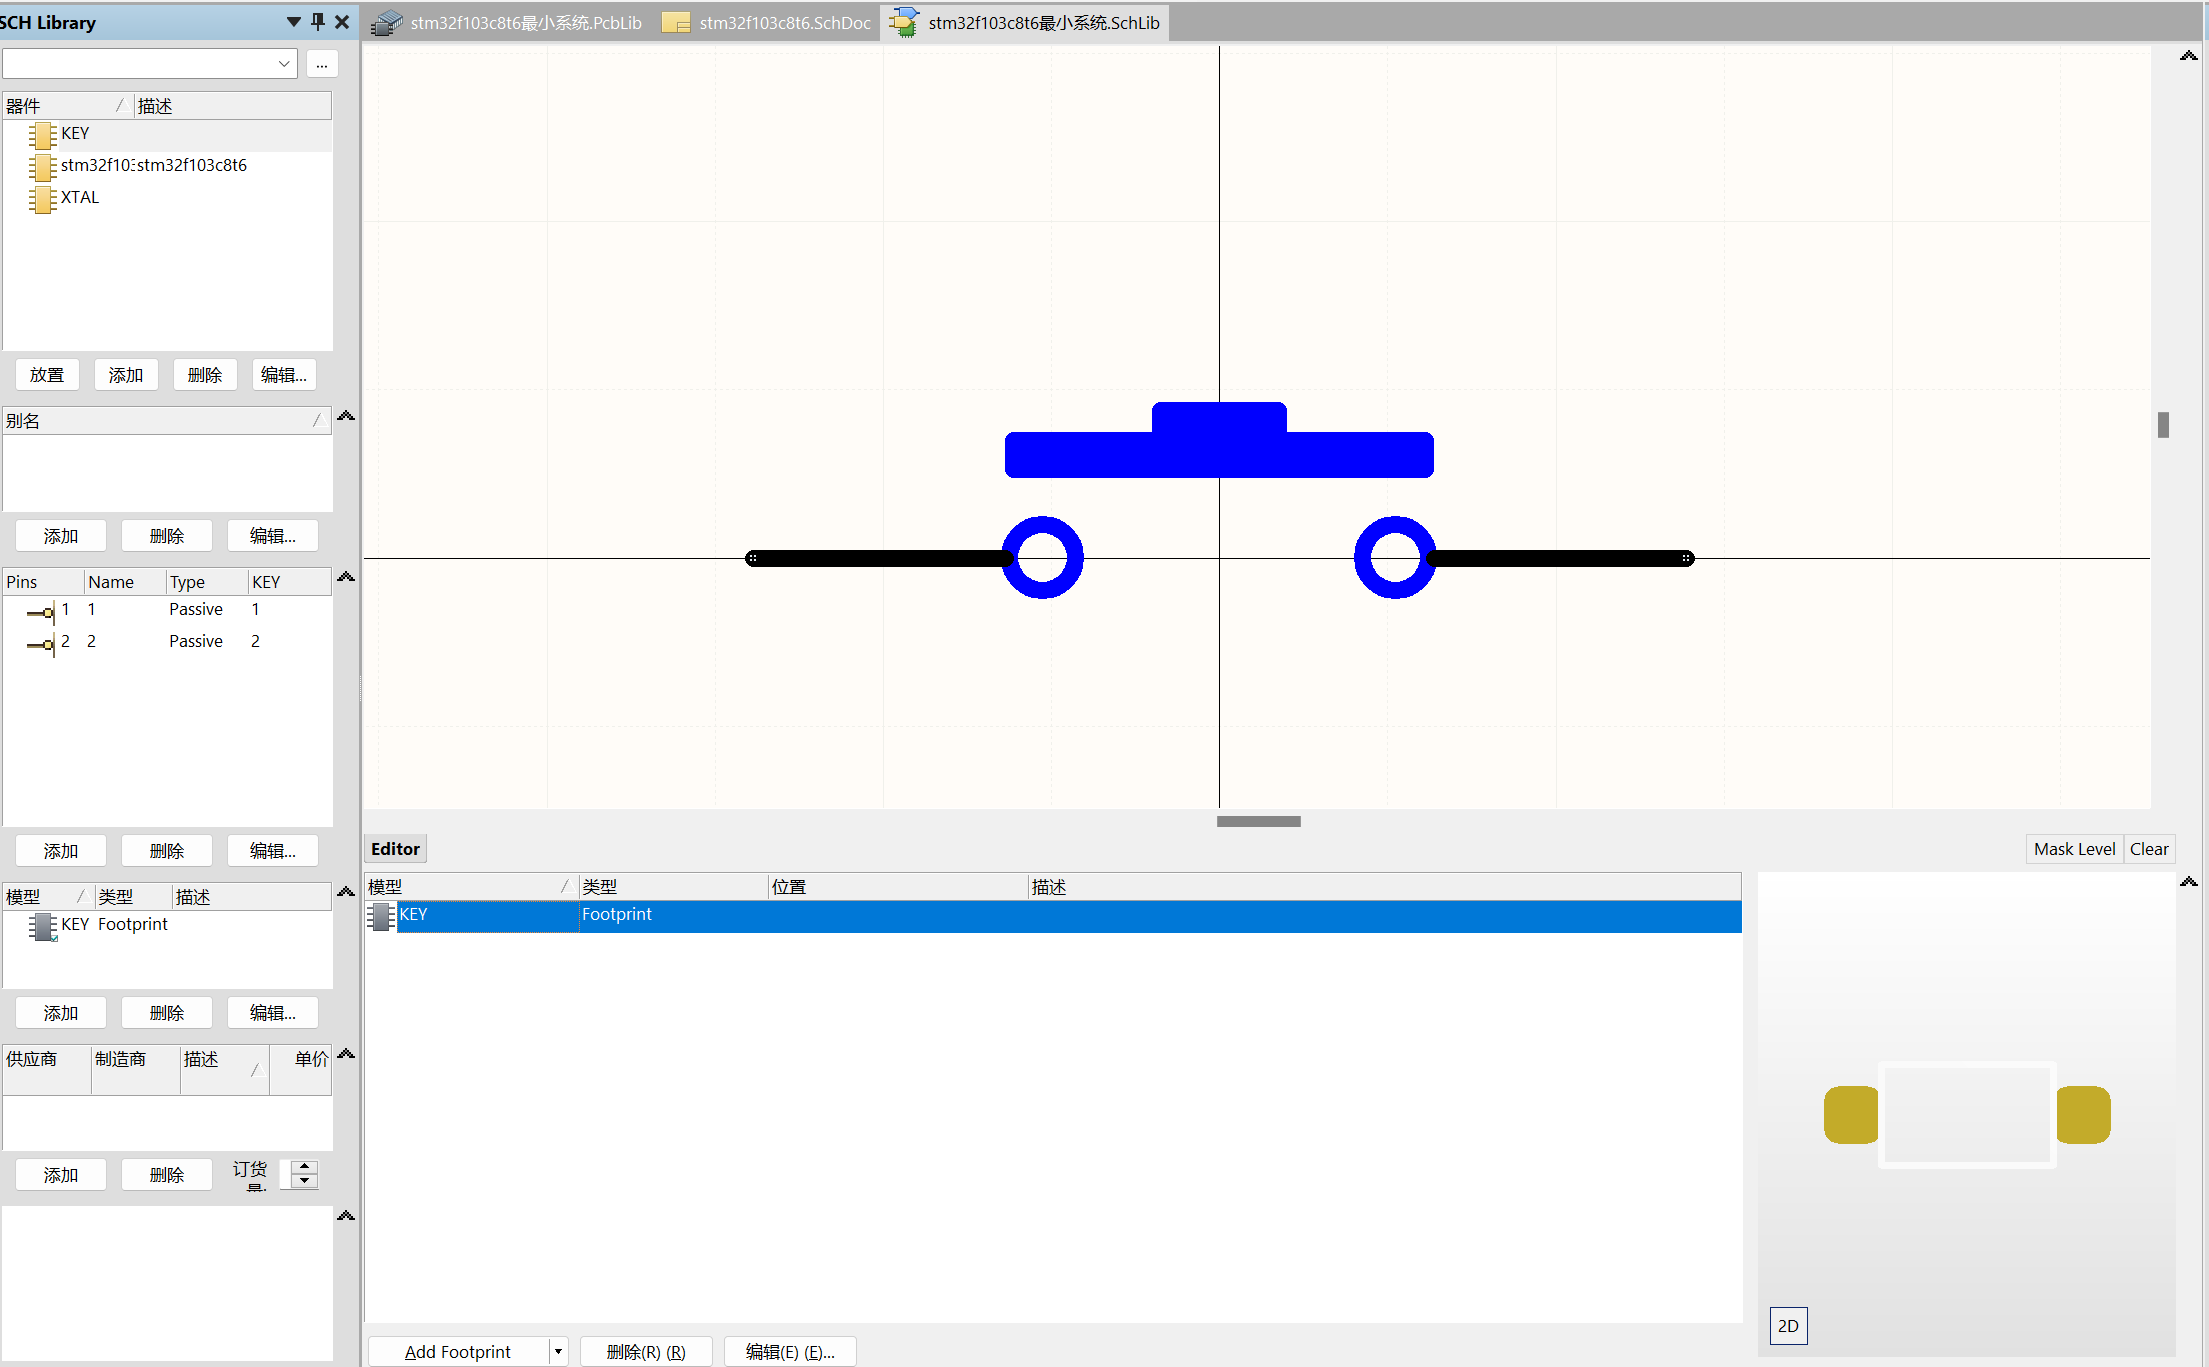 SCH Library
stm32f103c8t6最小系统.PcbLib
stm32f103c8t6.SchDoc
stm32f103c8t6最小系统.SchLib
...
器件 描述
KEY
stm32f103 stm32f103c8t6
XTAL
放置 添加 删除 编辑...
别名
添加 删除 编辑...
Pins Name Type KEY
1 1 Passive 1
2 2 Passive 2
添加 删除 编辑...
模型 类型 描述
KEY Footprint
添加 删除 编辑...
供应商 制造商 描述 单价
添加 删除 订货
Editor
Mask Level Clear
模型 类型 位置 描述
KEY Footprint
2D
Add Footprint 删除(R) (R) 编辑(E) (E)...